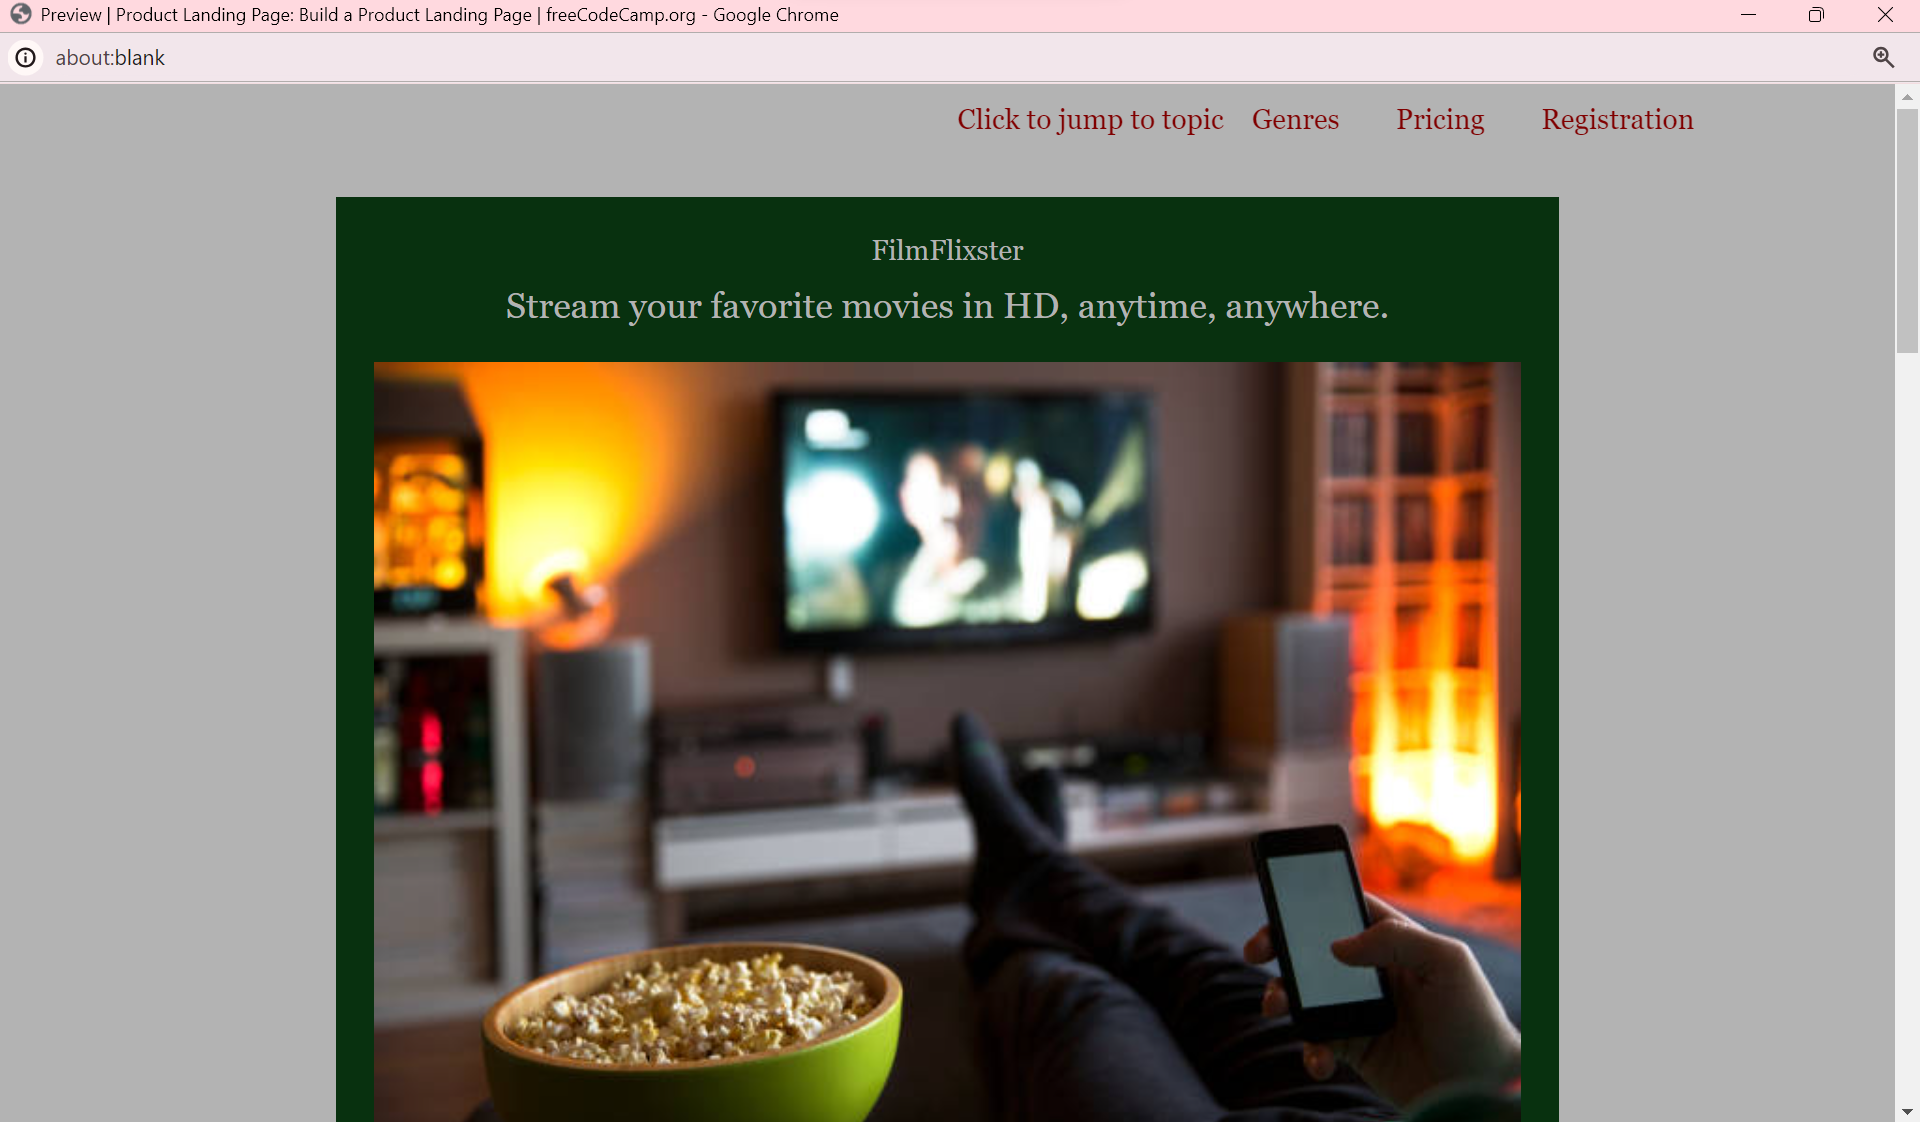 Preview | Product Landing Page: Build a Product Landing Page | freeCodeCamp.org - Google Chrome
about:blank
Click to jump to topic Genres Pricing Registration
FilmFlixster
Stream your favorite movies in HD, anytime, anywhere.